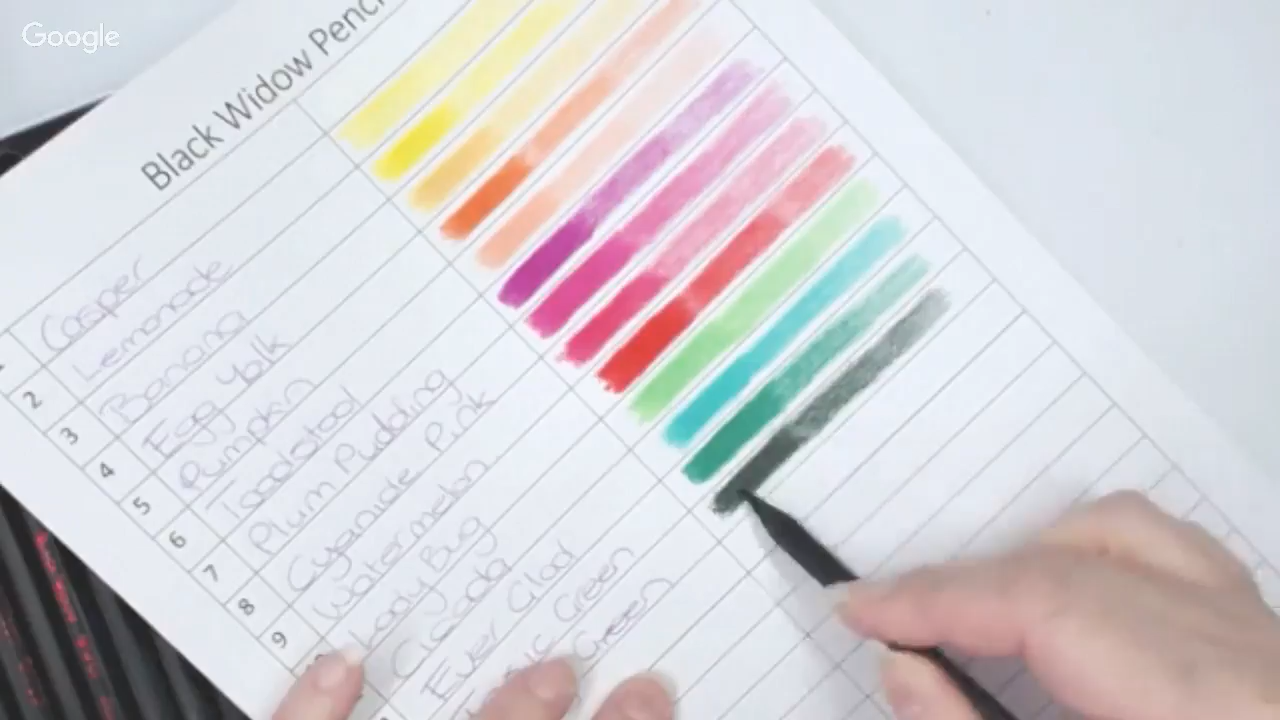 Google
Black Widow Penc
1 Casper
2 Lemonade
3 Banana
4 Egg Yolk
5 Pumpkin
6 Toadstool
7 Plum Pudding
8 Cyanide Pink
9 Watermelon
Bug
Cicada
Ever Glad
Green
Green